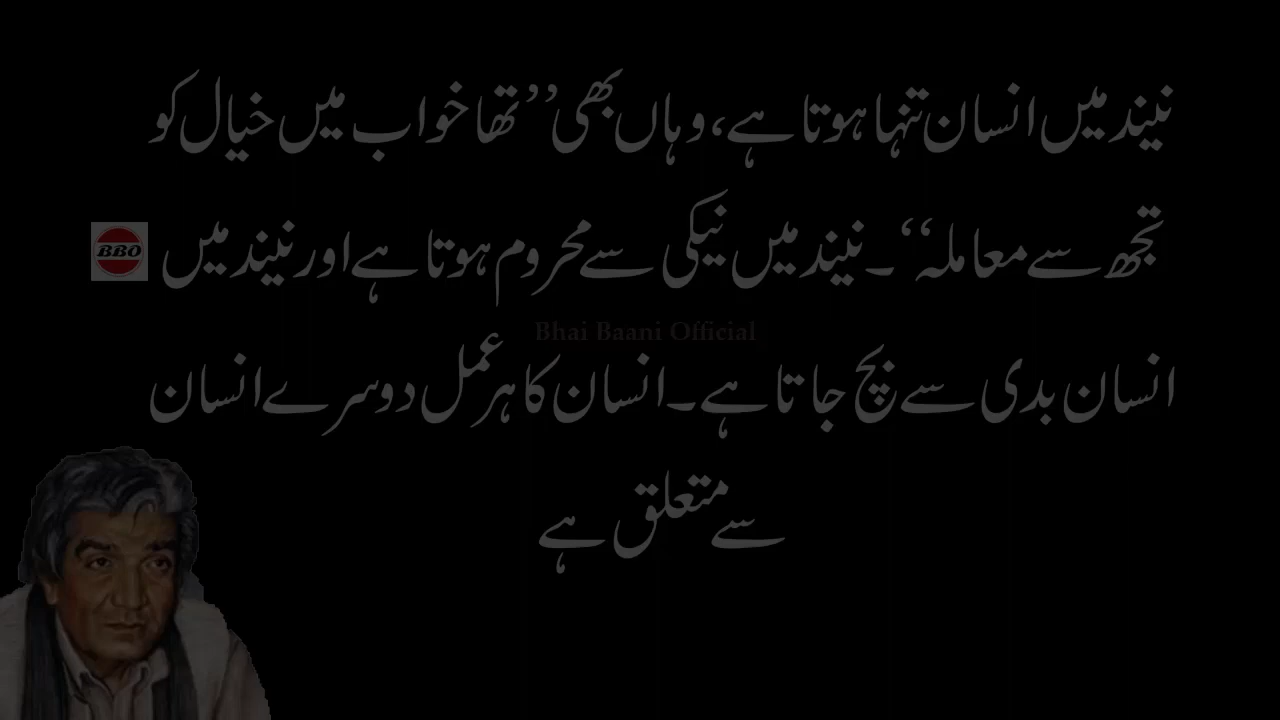 نیند میں انسان تنہا ہوتا ہے، وہاں بھی ’’تھا خواب میں خیال کو
تجھ سے معاملہ‘‘۔ نیند میں نیکی سے محروم ہوتا ہے اور نیند میں
BBO
Bhai Baani Official
انسان بدی سے بچ جاتا ہے۔ انسان کا ہر عمل دوسرے انسان
سے متعلق ہے